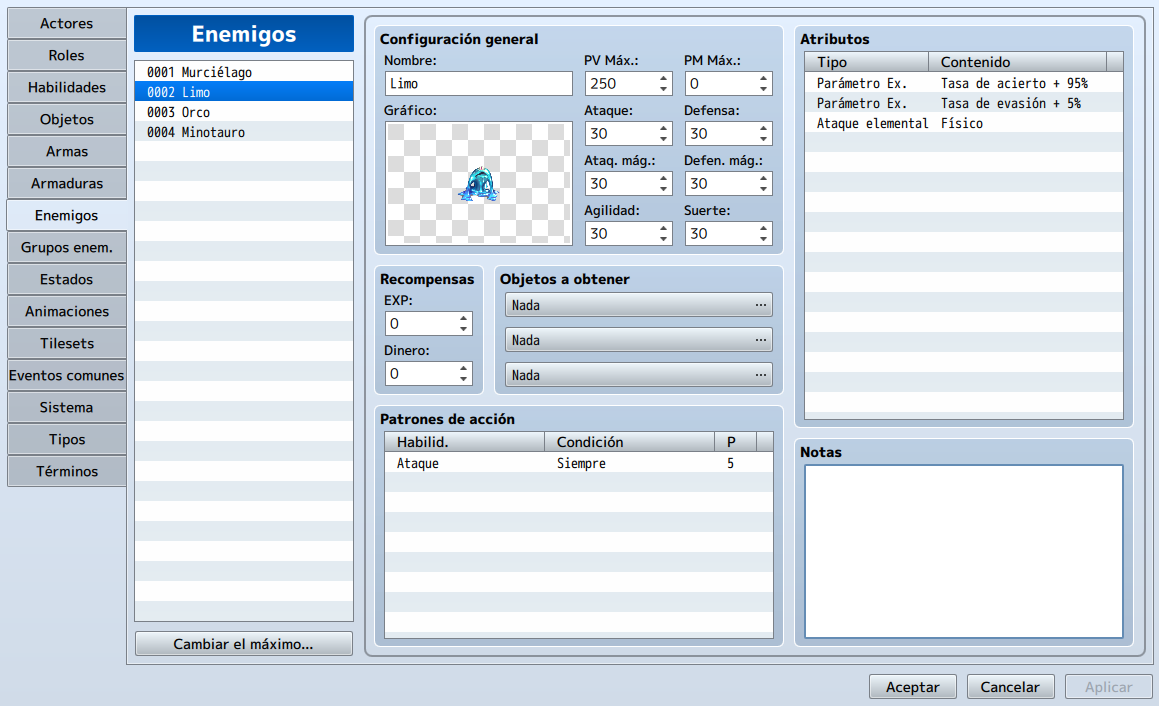 Actores
Roles
Habilidades
Objetos
Armas
Armaduras
Enemigos
Grupos enem.
Estados
Animaciones
Tilesets
Eventos comunes
Sistema
Tipos
Términos
Enemigos
0001 Murciélago
0002 Limo
0003 Orco
0004 Minotauro
Cambiar el máximo...
Configuración general
Nombre: PV Máx.: PM Máx.:
Limo 250 0
Gráfico: Ataque: Defensa:
30 30
Ataq. mág.: Defen. mág.:
30 30
Agilidad: Suerte:
30 30
Recompensas
EXP:
0
Dinero:
0
Objetos a obtener
Nada ...
Nada ...
Nada ...
Patrones de acción
Habilid. Condición P
Ataque Siempre 5
Atributos
Tipo Contenido
Parámetro Ex. Tasa de acierto + 95%
Parámetro Ex. Tasa de evasión + 5%
Ataque elemental Físico
Notas
Aceptar Cancelar Aplicar